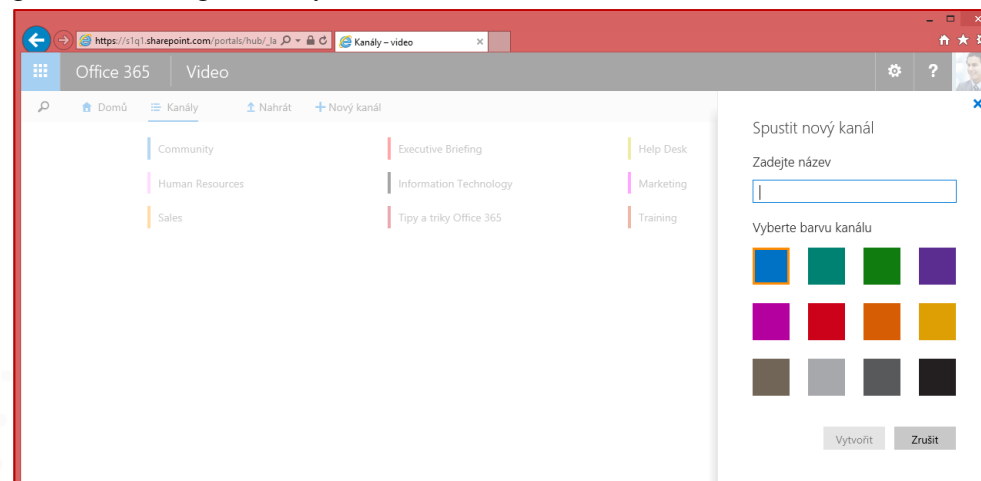 https://s1q1.sharepoint.com/portals/hub/_la
Kanály – video
Office 365 Video
Domů Kanály Nahrát Nový kanál
Spustit nový kanál
Zadejte název
Vyberte barvu kanálu
Community Executive Briefing Help Desk
Human Resources Information Technology Marketing
Sales Tipy a triky Office 365 Training
Vytvořit Zrušit